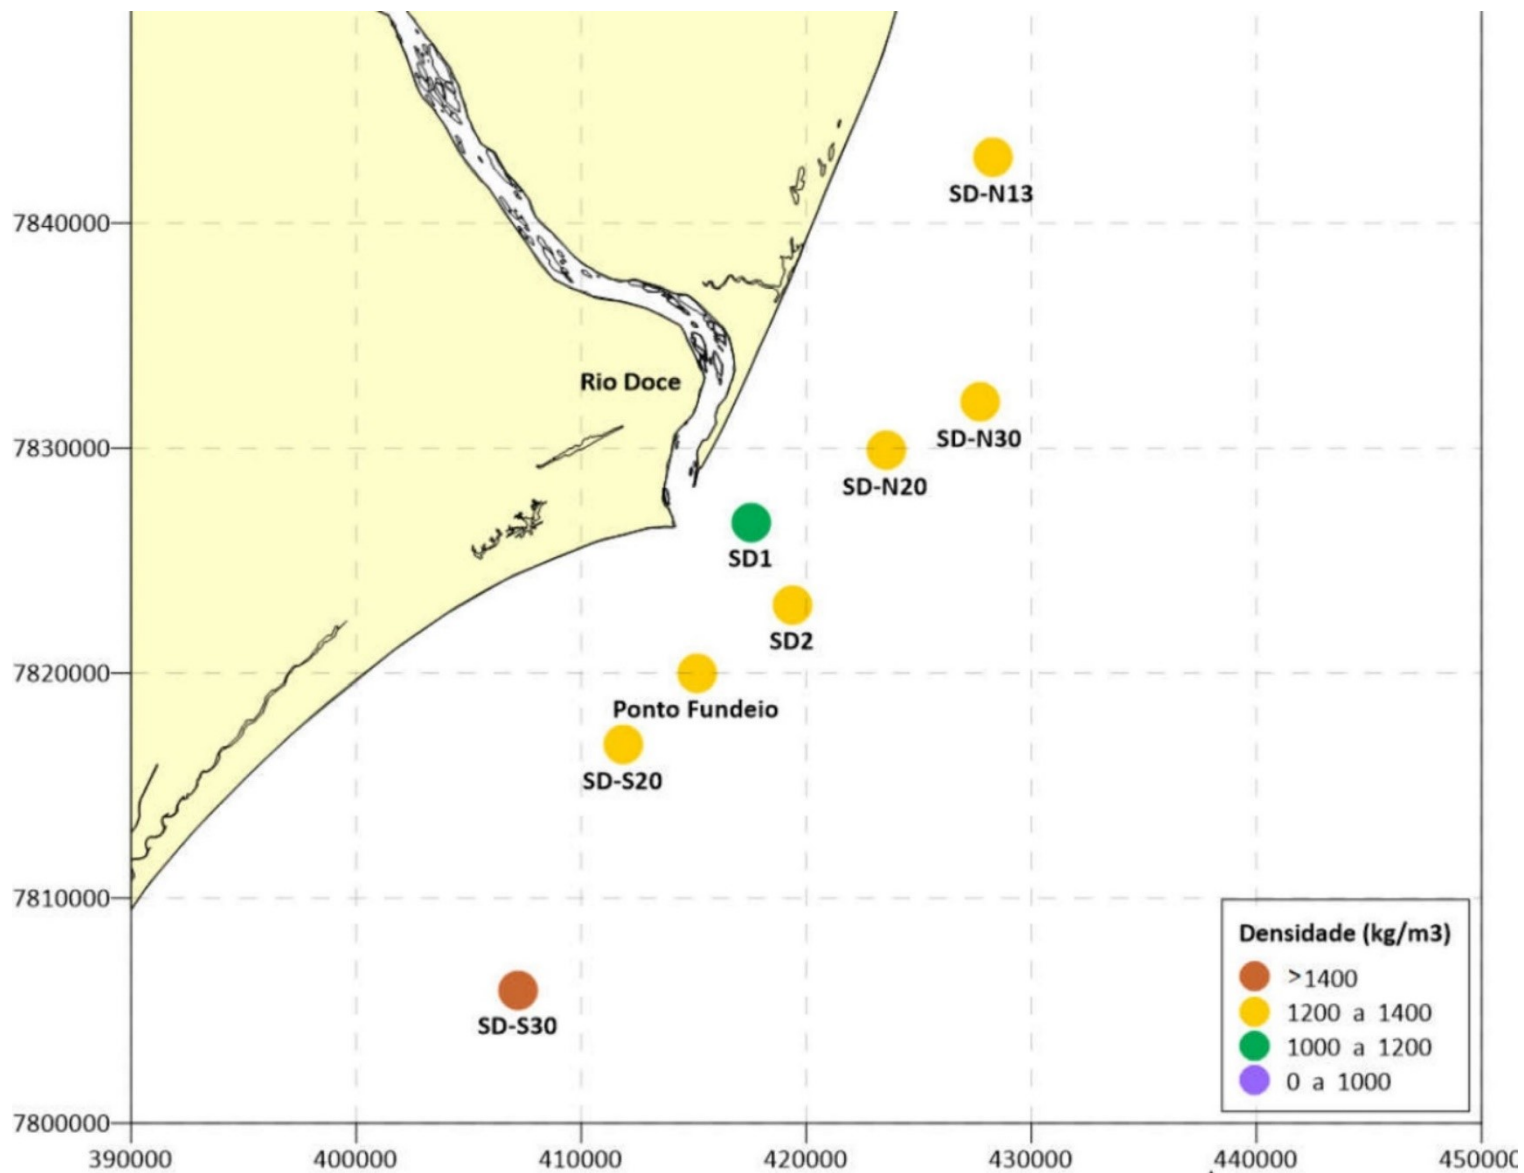 SD-N13
7840000
Rio Doce
SD-N30
7830000
SD-N20
SD1
SD2
7820000
Ponto Fundeio
SD-S20
7810000
Densidade (kg/m3)
>1400
1200 a 1400
1000 a 1200
0 a 1000
SD-S30
7800000
390000 400000 410000 420000 430000 440000 450000